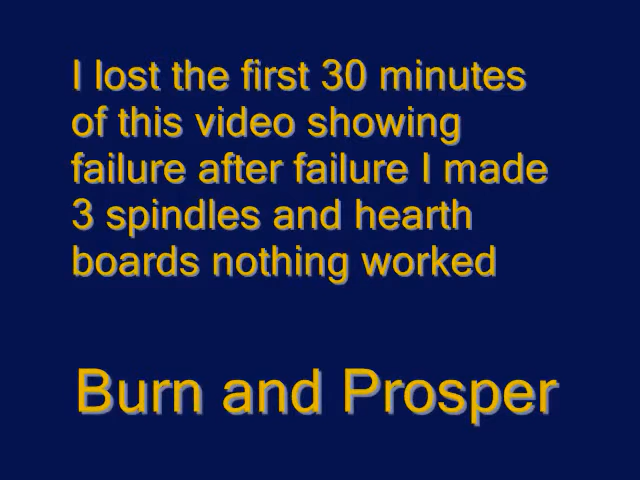 I lost the first 30 minutes
of this video showing
failure after failure I made
3 spindles and hearth
boards nothing worked
Burn and Prosper